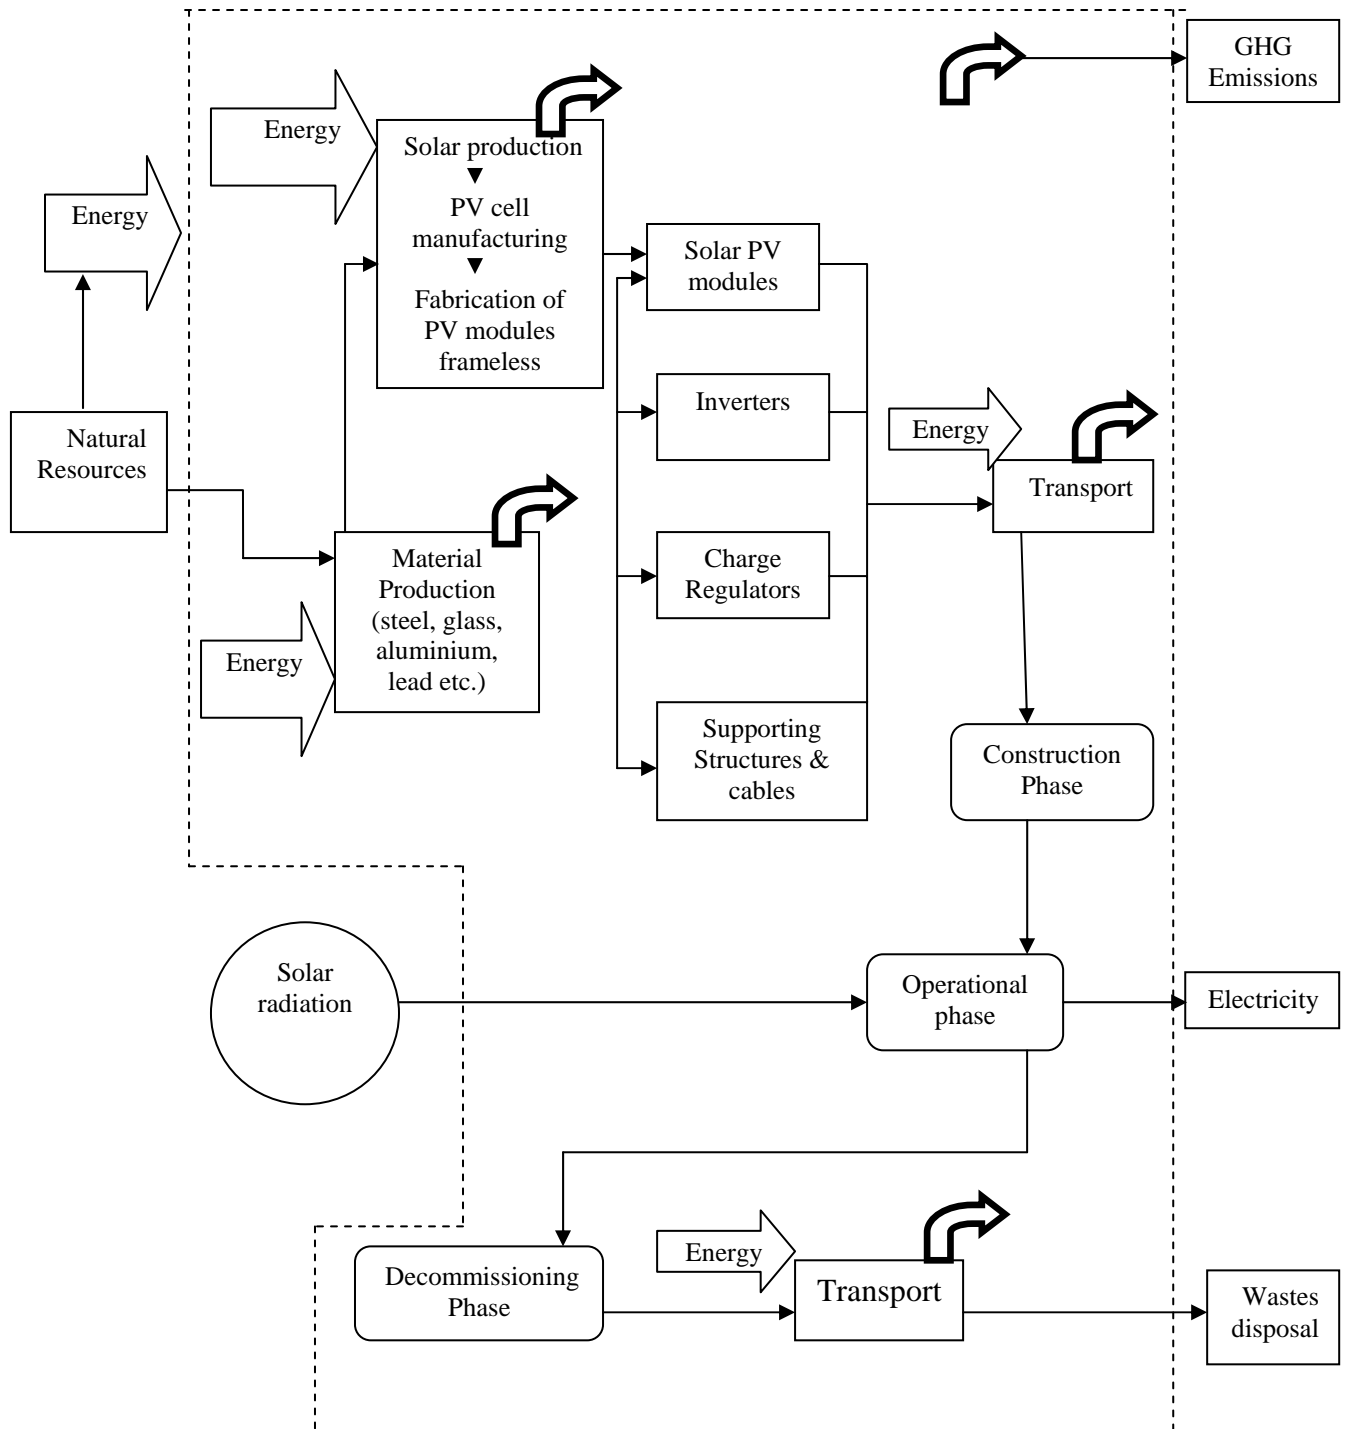 GHG
Emissions
Energy
Solar production
PV cell
manufacturing
Fabrication of
PV modules
frameless
Energy
Solar PV
modules
Natural
Resources
Inverters
Energy
Transport
Material
Production
(steel, glass,
aluminium,
lead etc.)
Charge
Regulators
Energy
Supporting
Structures &
cables
Construction
Phase
Solar
radiation
Operational
phase
Electricity
Decommissioning
Phase
Energy
Transport
Wastes
disposal